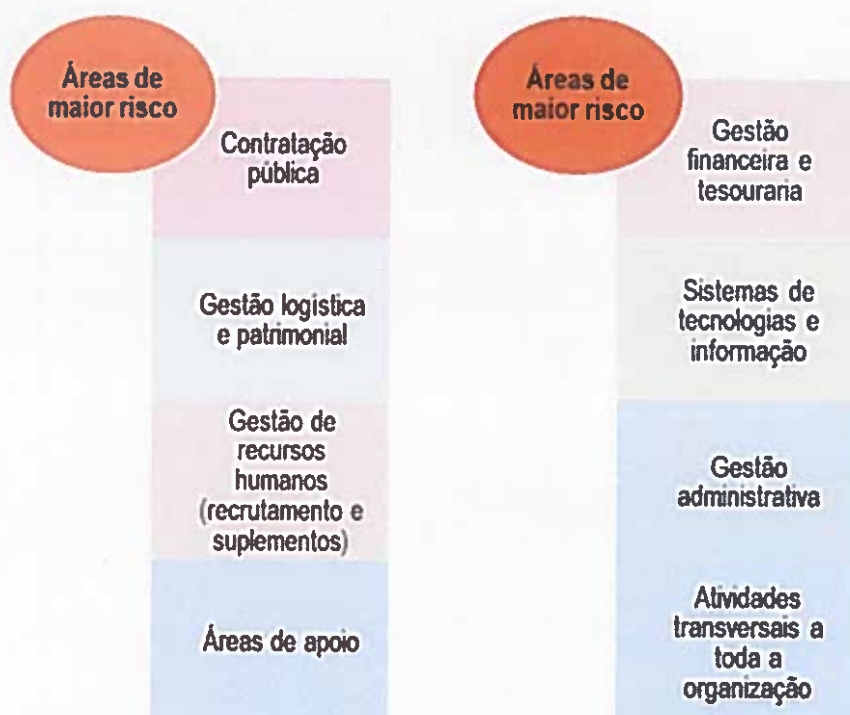 Áreas de
maior risco
Contratação
pública
Gestão logística
e patrimonial
Gestão de
recursos
humanos
(recrutamento e
suplementos)
Áreas de apoio
Áreas de
maior risco
Gestão
financeira e
tesouraria
Sistemas de
tecnologias e
informação
Gestão
administrativa
Atividades
transversais a
toda a
organização